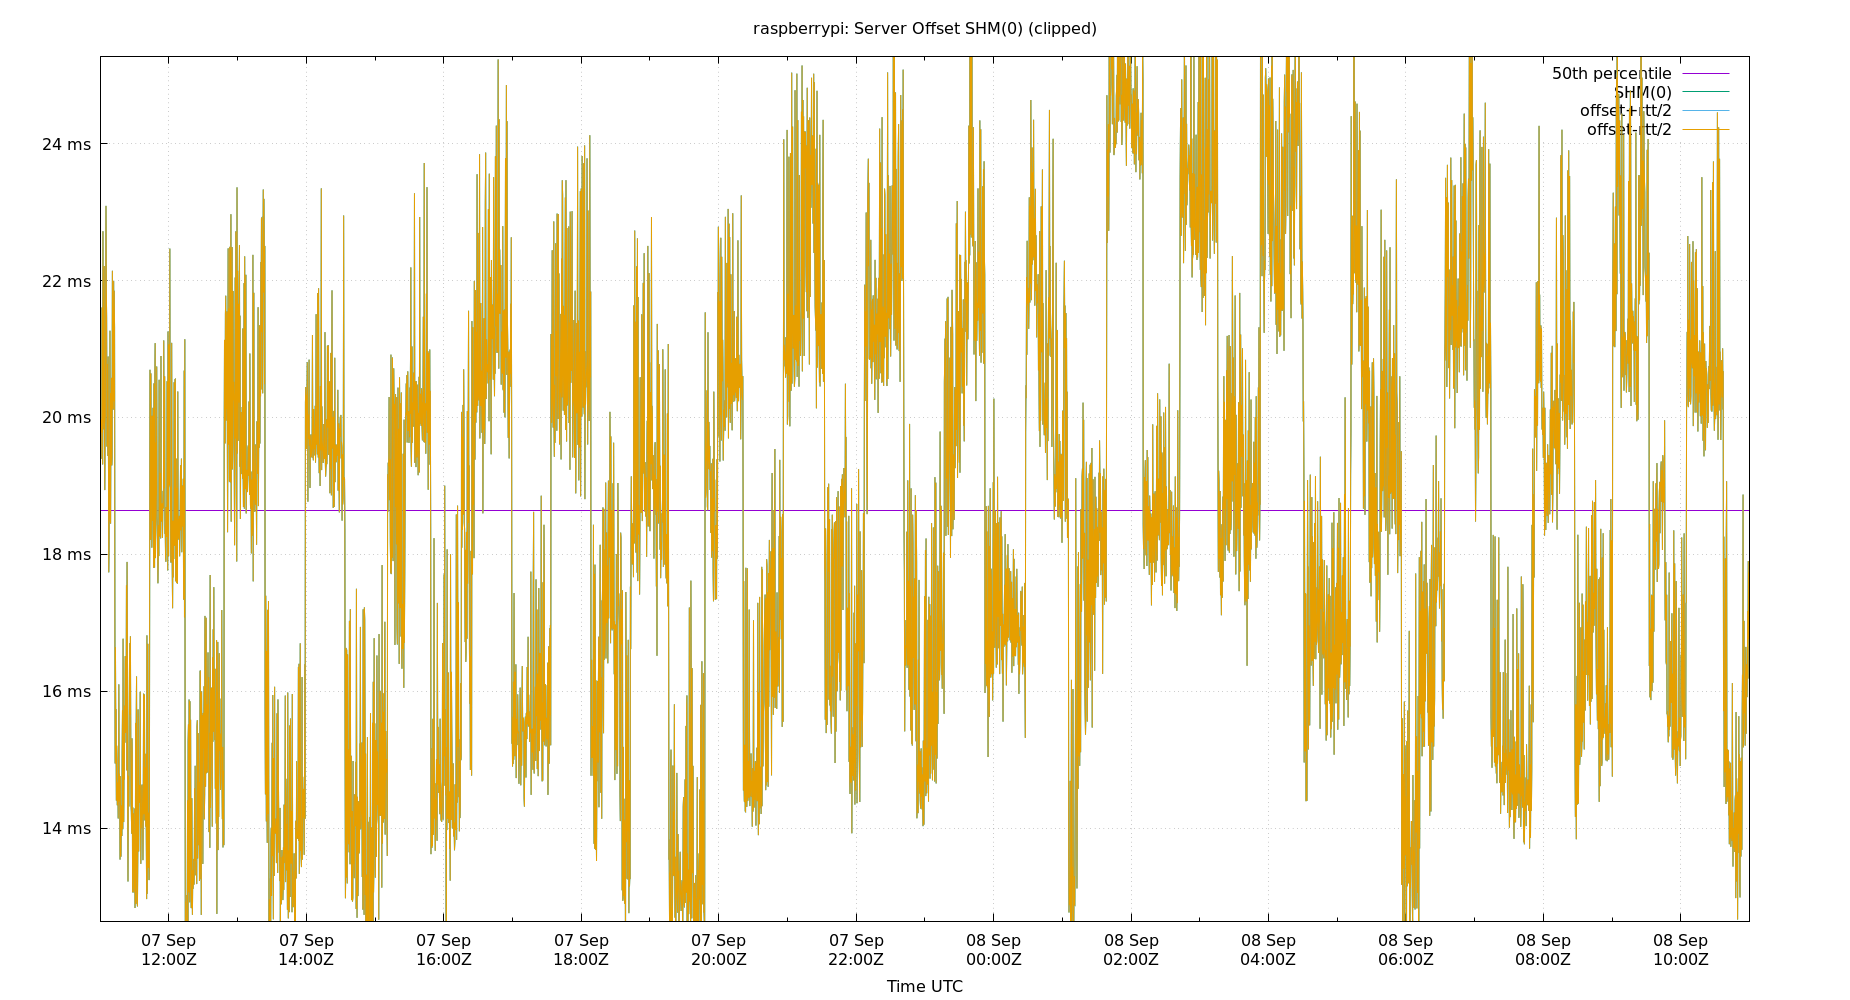 raspberrypi: Server Offset SHM(0) (clipped)
50th percentile
SHM(0)
offset+rtt/2
offset-rtt/2
24 ms
22 ms
20 ms
18 ms
16 ms
14 ms
07 Sep 07 Sep 07 Sep 07 Sep 07 Sep 07 Sep 08 Sep 08 Sep 08 Sep 08 Sep 08 Sep 08 Sep
12:00Z 14:00Z 16:00Z 18:00Z 20:00Z 22:00Z 00:00Z 02:00Z 04:00Z 06:00Z 08:00Z 10:00Z
Time UTC